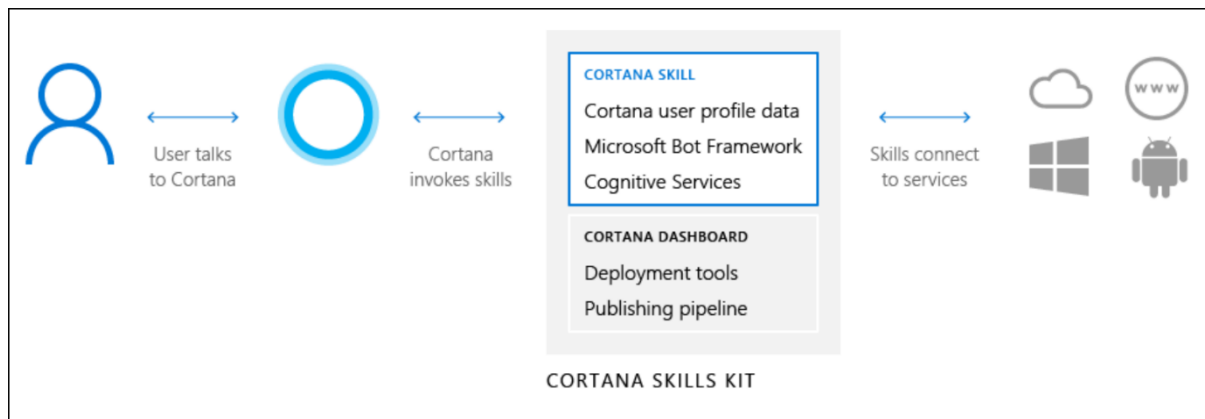 User talks
to Cortana
Cortana
invokes skills
CORTANA SKILL
Cortana user profile data
Microsoft Bot Framework
Cognitive Services
CORTANA DASHBOARD
Deployment tools
Publishing pipeline
CORTANA SKILLS KIT
Skills connect
to services
WWW